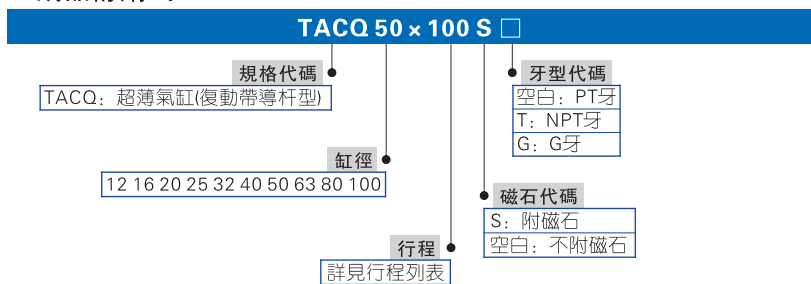 TACQ 50 × 100 S □
規格代碼
TACQ：超薄氣缸(復動帶導杆型)
牙型代碼
空白：PT牙
T：NPT牙
G：G牙
缸徑
12 16 20 25 32 40 50 63 80 100
磁石代碼
S：附磁石
空白：不附磁石
行程
詳見行程列表